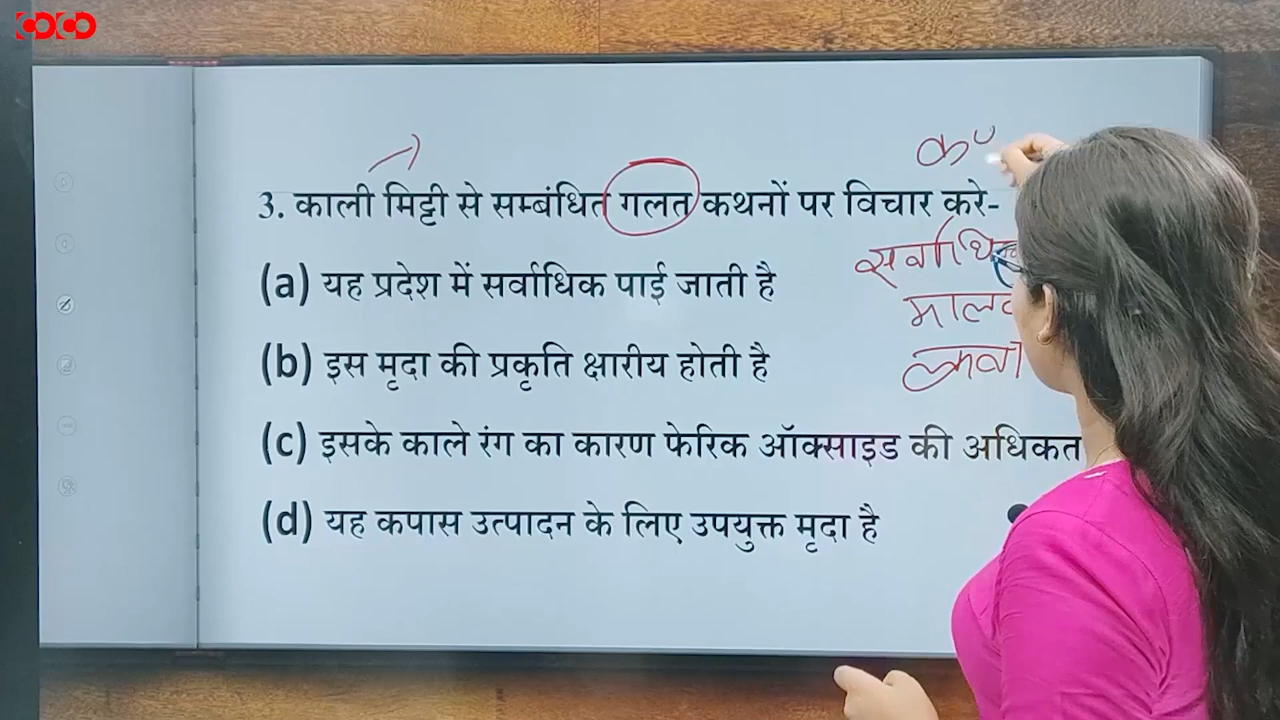 COCO
3. काली मिट्टी से सम्बंधित गलत कथनों पर विचार करे-
(a) यह प्रदेश में सर्वाधिक पाई जाती है
(b) इस मृदा की प्रकृति क्षारीय होती है
(c) इसके काले रंग का कारण फेरिक ऑक्साइड की अधिकत
(d) यह कपास उत्पादन के लिए उपयुक्त मृदा है